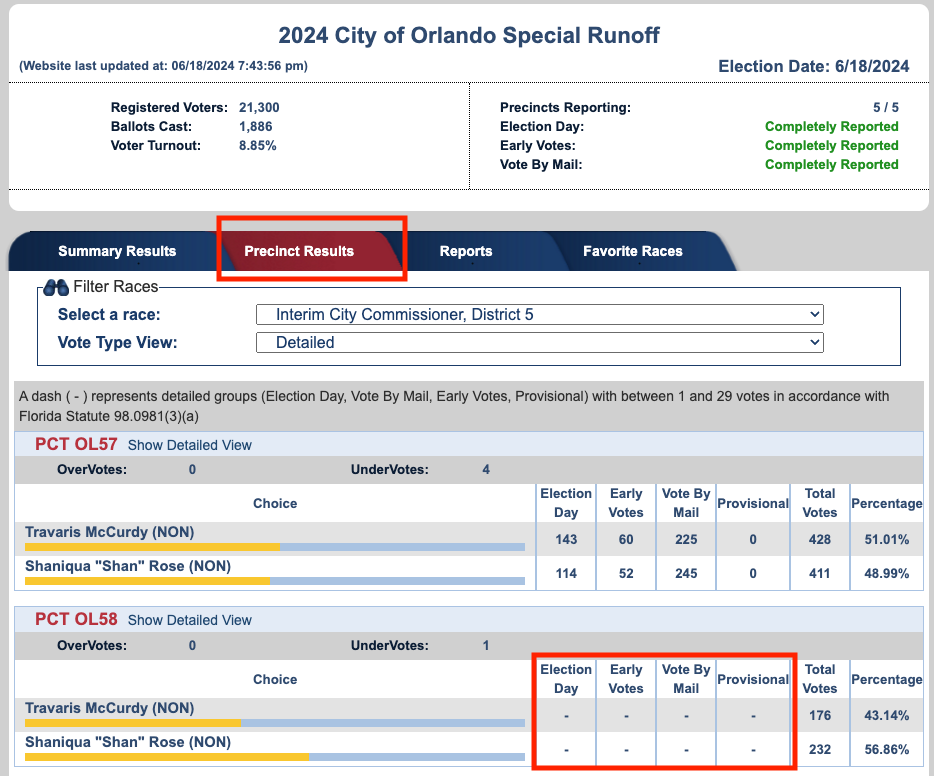 2024 City of Orlando Special Runoff
(Website last updated at: 06/18/2024 7:43:56 pm)
Election Date: 6/18/2024
Registered Voters: 21,300
Ballots Cast: 1,886
Voter Turnout: 8.85%
Precincts Reporting: 5 / 5
Election Day: Completely Reported
Early Votes: Completely Reported
Vote By Mail: Completely Reported
Summary Results Precinct Results Reports Favorite Races
Filter Races
Select a race: Interim City Commissioner, District 5
Vote Type View: Detailed
A dash ( - ) represents detailed groups (Election Day, Vote By Mail, Early Votes, Provisional) with between 1 and 29 votes in accordance with
Florida Statute 98.0981(3)(a)
PCT OL57 Show Detailed View
OverVotes: 0 UnderVotes: 4
Choice Election Day Early Votes Vote By Mail Provisional Total Votes Percentage
Travaris McCurdy (NON) 143 60 225 0 428 51.01%
Shaniqua "Shan" Rose (NON) 114 52 245 0 411 48.99%
PCT OL58 Show Detailed View
OverVotes: 0 UnderVotes: 1
Choice Election Day Early Votes Vote By Mail Provisional Total Votes Percentage
Travaris McCurdy (NON) - - - - 176 43.14%
Shaniqua "Shan" Rose (NON) - - - - 232 56.86%